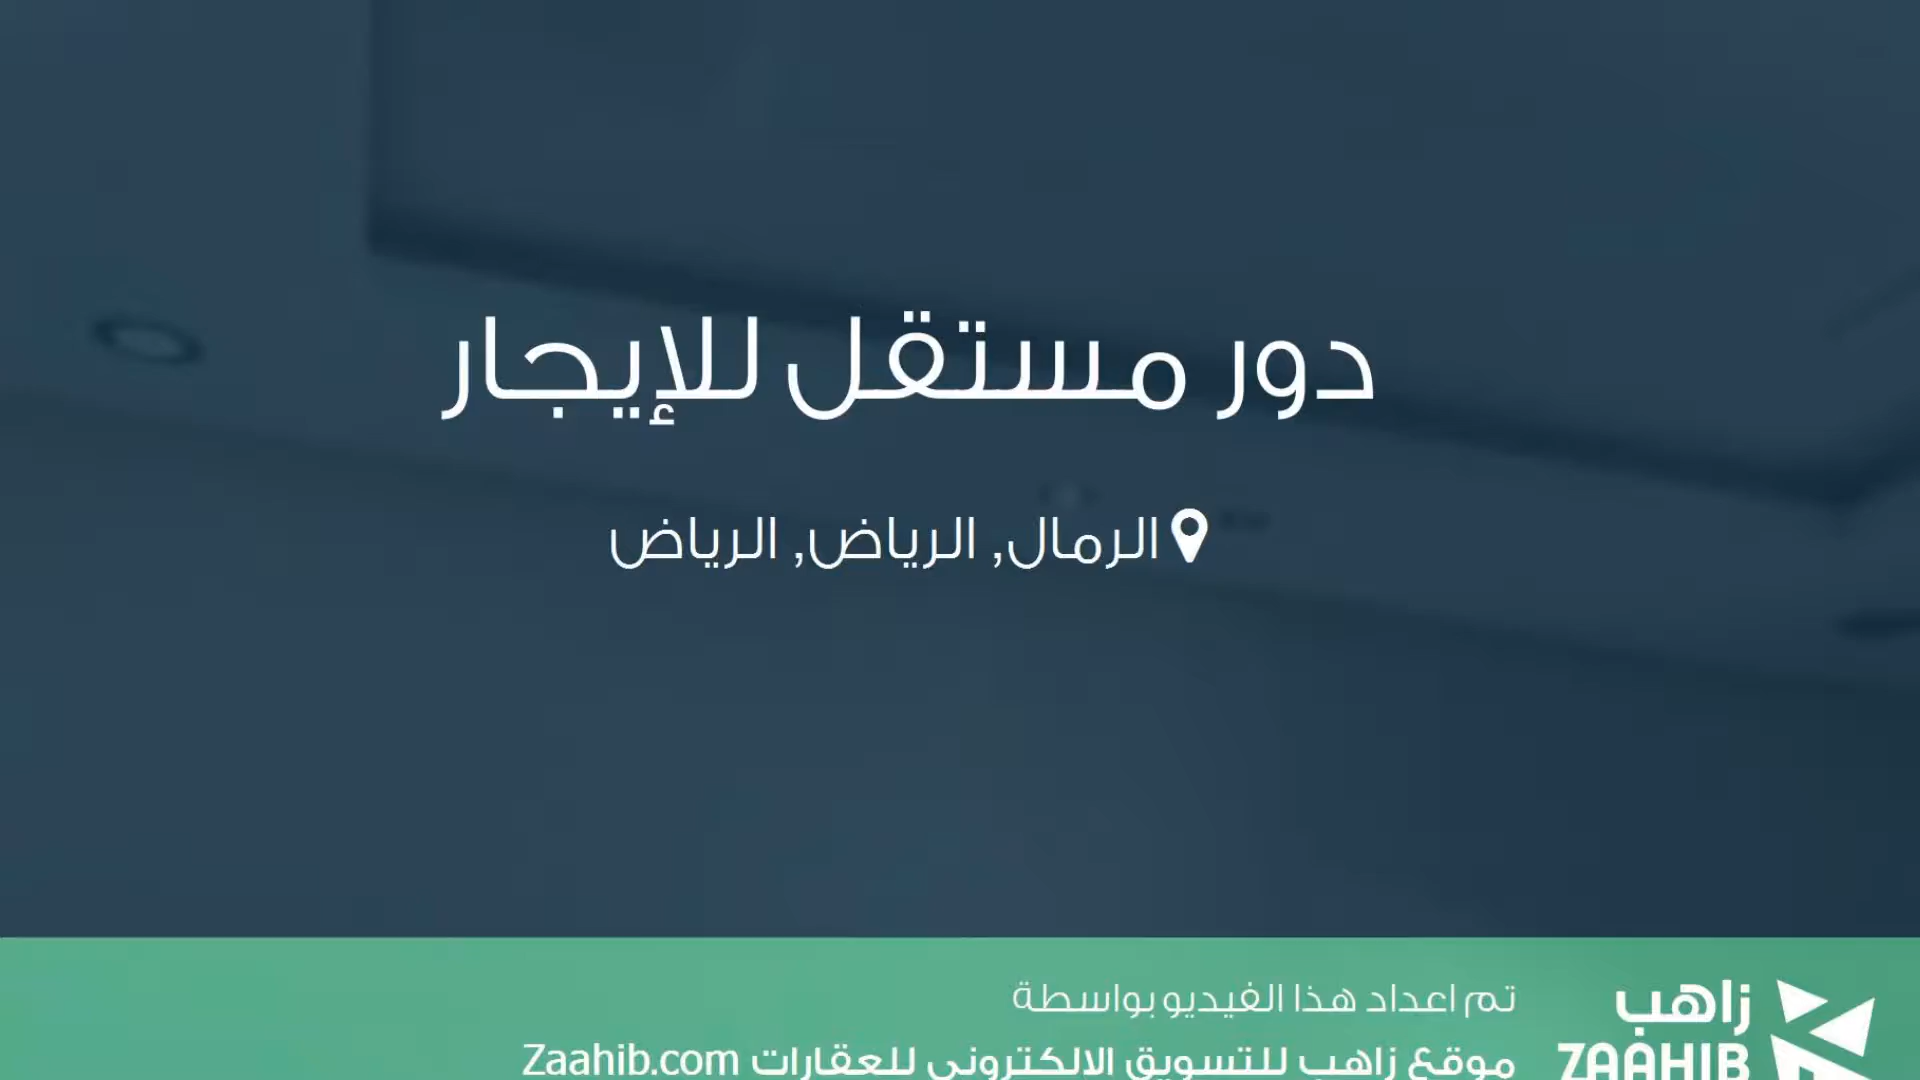 دور مستقل للإيجار
الرمال, الرياض, الرياض
تم اعداد هذا الفيديو بواسطة
موقع زاهب للتسويق الالكتروني للعقارات Zaahib.com
زاهب
ZAAHIB